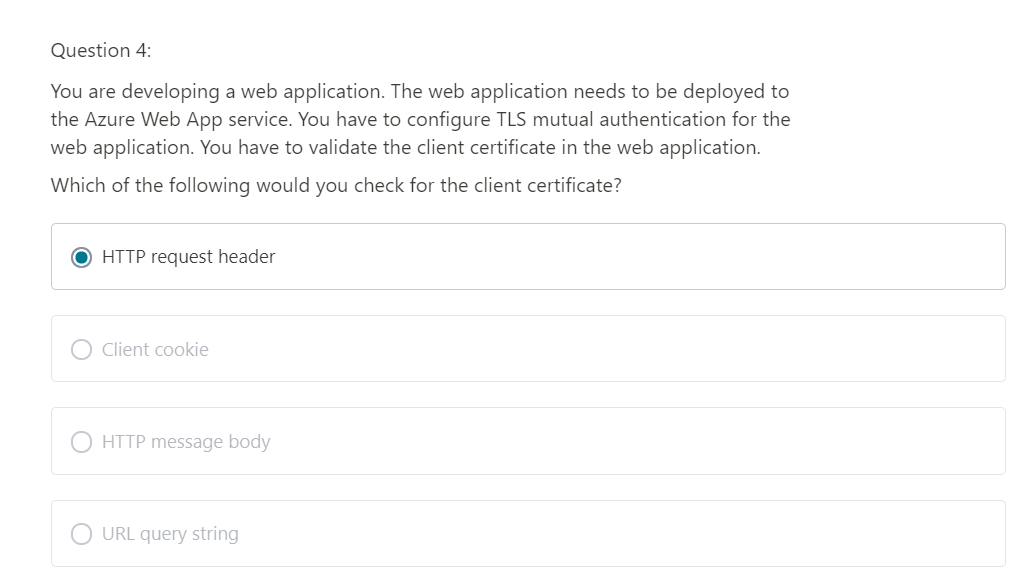 Question 4:
You are developing a web application. The web application needs to be deployed to
the Azure Web App service. You have to configure TLS mutual authentication for the
web application. You have to validate the client certificate in the web application.
Which of the following would you check for the client certificate?
HTTP request header
Client cookie
HTTP message body
URL query string